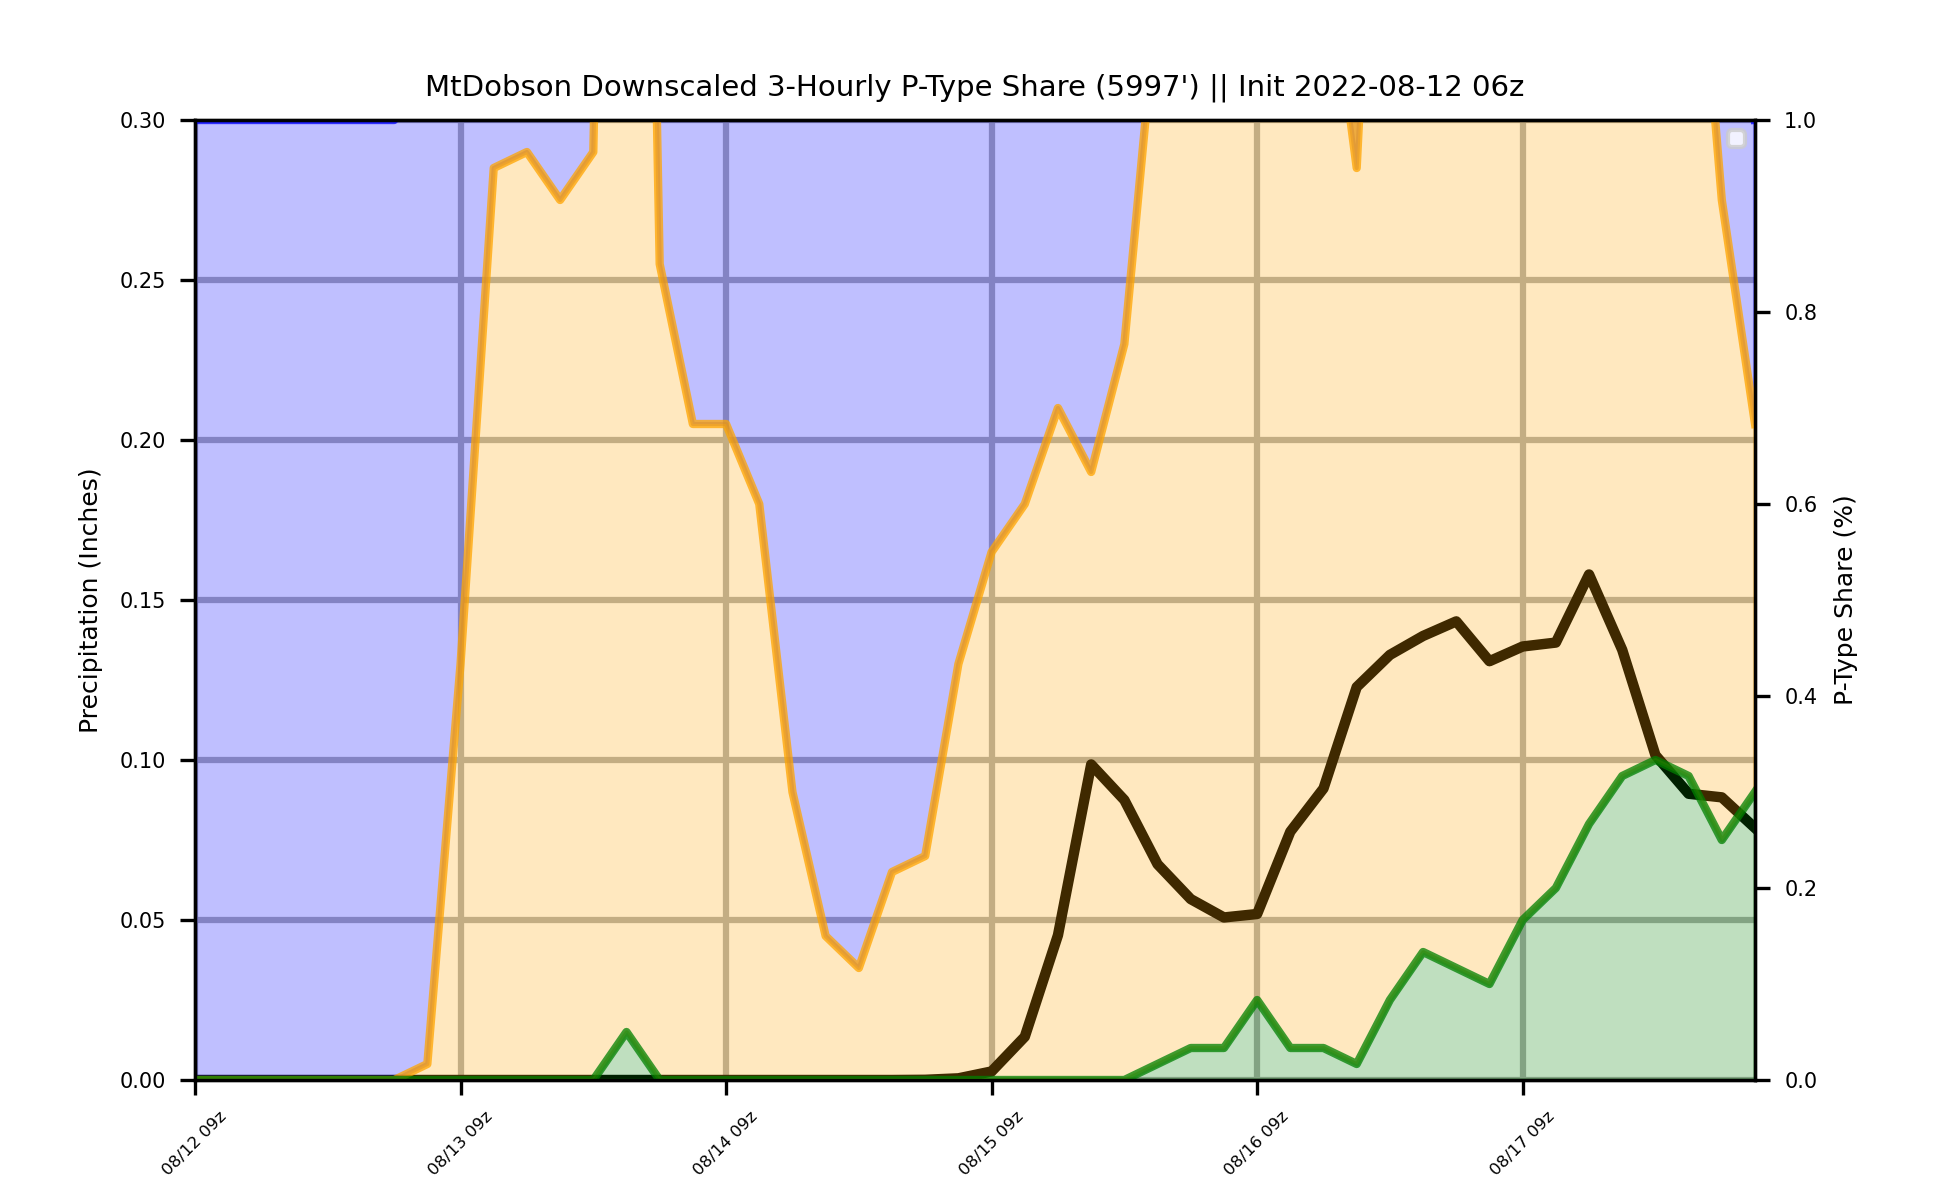 MtDobson Downscaled 3-Hourly P-Type Share (5997') || Init 2022-08-12 06z
0.30
0.25
0.20
0.15
0.10
0.05
0.00
Precipitation (Inches)
1.0
0.8
0.6
0.4
0.2
0.0
P-Type Share (%)
08/12 09z
08/13 09z
08/14 09z
08/15 09z
08/16 09z
08/17 09z